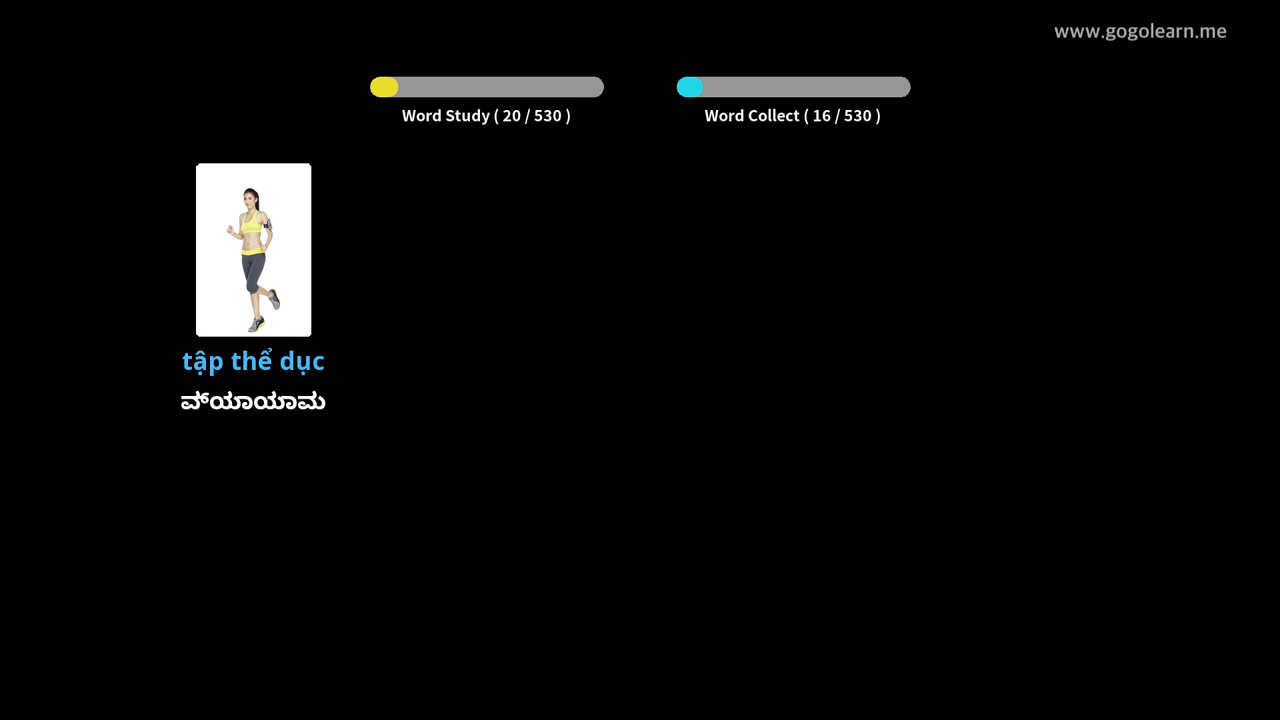 www.gogolearn.me
Word Study ( 20 / 530 )
Word Collect ( 16 / 530 )
tập thể dục
ವ್ಯಾಯಾಮ